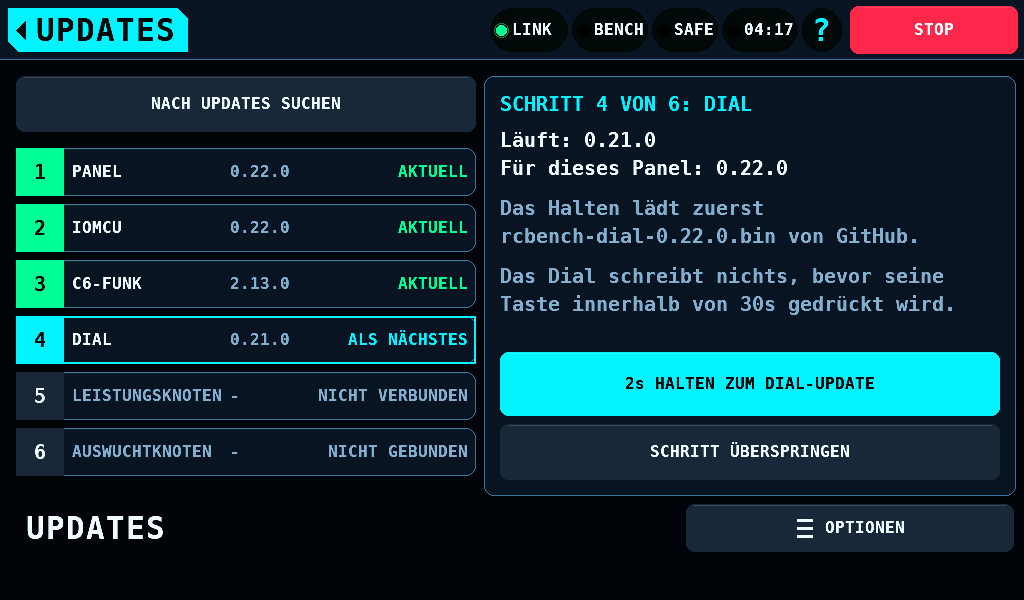 UPDATES
LINK
BENCH
SAFE
04:17
?
STOP
NACH UPDATES SUCHEN
1 PANEL 0.22.0 AKTUELL
2 IOMCU 0.22.0 AKTUELL
3 C6-FUNK 2.13.0 AKTUELL
4 DIAL 0.21.0 ALS NÄCHSTES
5 LEISTUNGSKNOTEN - NICHT VERBUNDEN
6 AUSWUCHTKNOTEN - NICHT GEBUNDEN
SCHRITT 4 VON 6: DIAL
Läuft: 0.21.0
Für dieses Panel: 0.22.0
Das Halten lädt zuerst
rcbench-dial-0.22.0.bin von GitHub.
Das Dial schreibt nichts, bevor seine
Taste innerhalb von 30s gedrückt wird.
2s HALTEN ZUM DIAL-UPDATE
SCHRITT ÜBERSPRINGEN
UPDATES
OPTIONEN